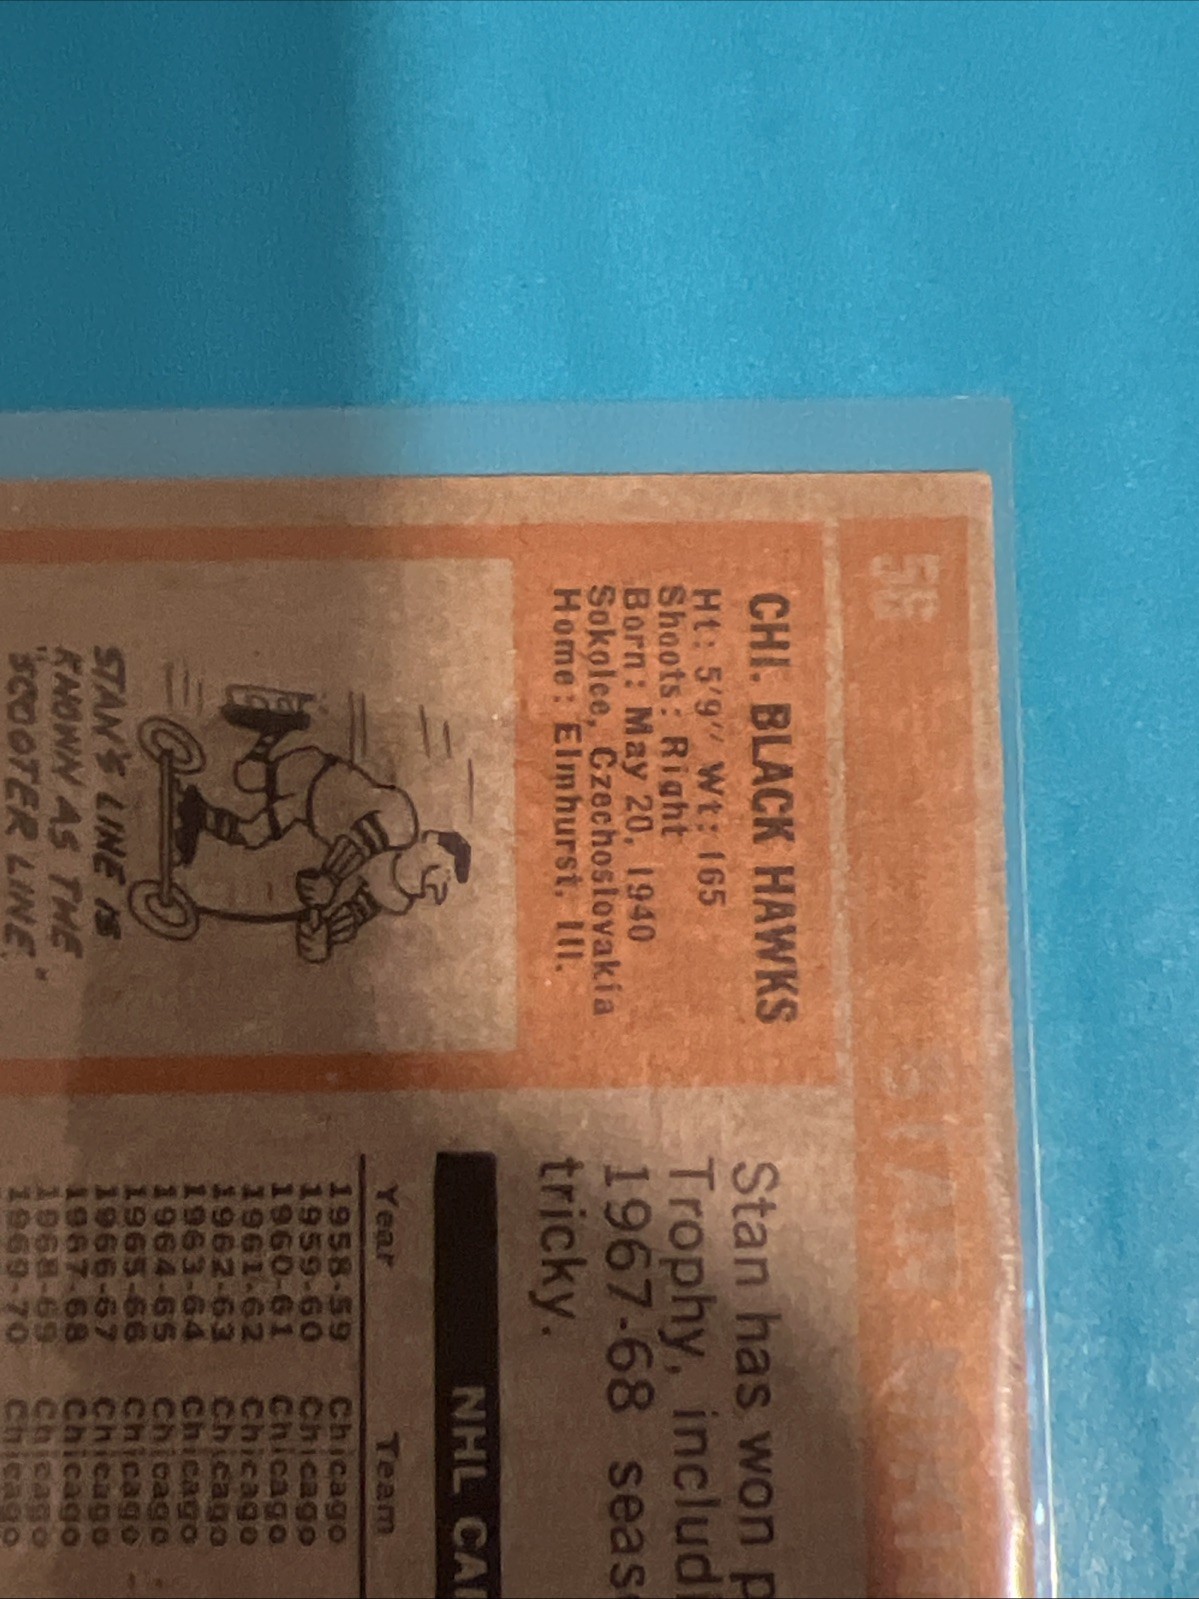 56
STAN MIKI
CHI. BLACK HAWKS
Ht: 5'9" Wt: 165
Shoots: Right
Born: May 20, 1940
Sokolce, Czechoslovakia
Home: Elmhurst, Ill.
STAN'S LINE IS
KNOWN AS THE
"SCOOTER LINE."
Stan has won p
Trophy, includi
1967-68 seas
tricky.
NHL CA
Year Team
1958-59 Chicago
1959-60 Chicago
1960-61 Chicago
1961-62 Chicago
1962-63 Chicago
1963-64 Chicago
1964-65 Chicago
1965-66 Chicago
1966-67 Chicago
1967-68 Chicago
1968-69 Chicago
1969-70 Chicago